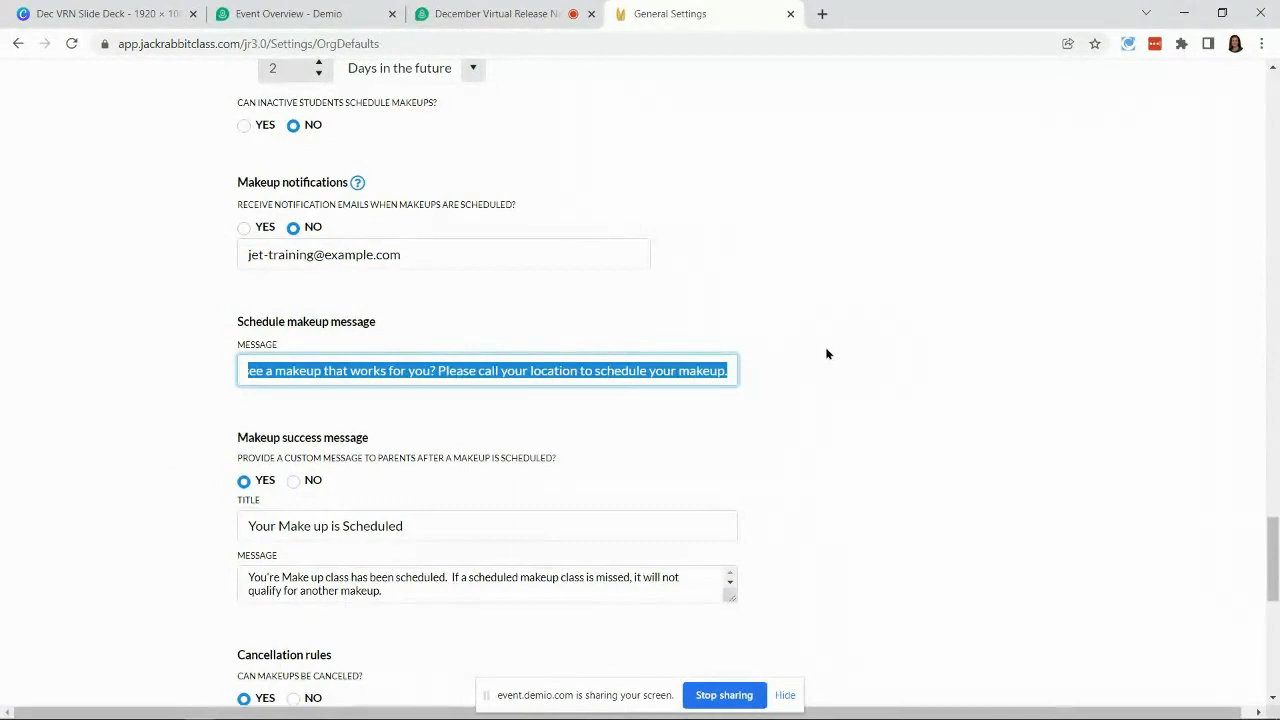 Dec VRN Slide Deck - 1920 × 10
Event Overview - Demio
December Virtual Release N
General Settings
app.jackrabbitclass.com/jr3.0/Settings/OrgDefaults
2 Days in the future
CAN INACTIVE STUDENTS SCHEDULE MAKEUPS?
YES NO
Makeup notifications ?
RECEIVE NOTIFICATION EMAILS WHEN MAKEUPS ARE SCHEDULED?
YES NO
jet-training@example.com
Schedule makeup message
MESSAGE
see a makeup that works for you? Please call your location to schedule your makeup.
Makeup success message
PROVIDE A CUSTOM MESSAGE TO PARENTS AFTER A MAKEUP IS SCHEDULED?
YES NO
TITLE
Your Make up is Scheduled
MESSAGE
You're Make up class has been scheduled. If a scheduled makeup class is missed, it will not
qualify for another makeup.
Cancellation rules
CAN MAKEUPS BE CANCELED?
YES NO
event.demio.com is sharing your screen. Stop sharing Hide